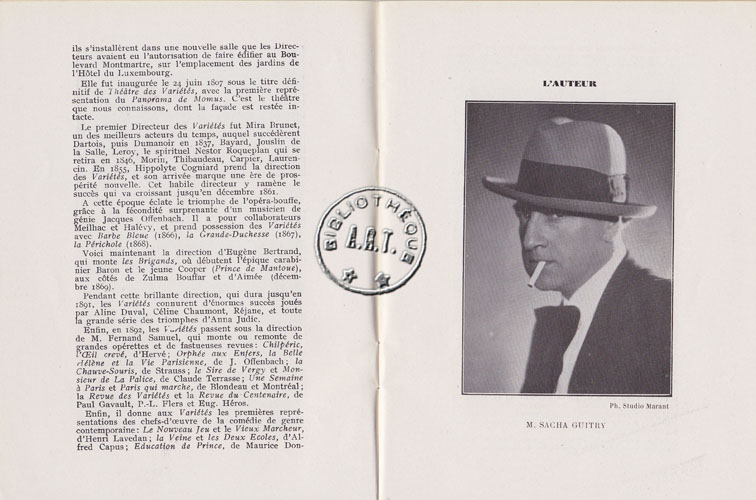 ils s'installèrent dans une nouvelle salle que les Direc-
teurs avaient eu l'autorisation de faire édifier au Bou-
levard Montmartre, sur l'emplacement des jardins de
l'Hôtel du Luxembourg.
Elle fut inaugurée le 24 juin 1807 sous le titre défi-
nitif de Théâtre des Variétés, avec la première repré-
sentation du Panorama de Momus. C'est le théâtre
que nous connaissons, dont la façade est restée in-
tacte.
Le premier Directeur des Variétés fut Mira Brunet,
un des meilleurs acteurs du temps, auquel succédèrent
Dartois, puis Dumanoir en 1837, Bayard, Jouslin de
la Salle, Leroy, le spirituel Nestor Roqueplan qui se
retira en 1846, Morin, Thibaudeau, Carpier, Lauren-
cin. En 1855, Hippolyte Cogniard prend la direction
des Variétés, et son arrivée marque une ère de pros-
périté nouvelle. Cet habile directeur y ramène le
succès qui va croissant jusqu'en décembre 1861.
A cette époque éclate le triomphe de l'opéra-bouffe,
grâce à la fécondité surprenante d'un musicien de
génie Jacques Offenbach. Il a pour collaborateurs
Meilhac et Halévy, et prend possession des Variétés
avec Barbe Bleue (1866), la Grande-Duchesse (1867),
la Périchole (1868).
Voici maintenant la direction d'Eugène Bertrand,
qui monte les Brigands, où débutent l'épique carabi-
nier Baron et le jeune Cooper (Prince de Mantoue),
aux côtés de Zulma Bouffar et d'Aimée (décem-
bre 1869).
Pendant cette brillante direction, qui dura jusqu'en
1891, les Variétés connurent d'énormes succès joués
par Aline Duval, Céline Chaumont, Réjane, et toute
la grande série des triomphes d'Anna Judic.
Enfin, en 1892, les Variétés passent sous la direction
de M. Fernand Samuel, qui monte ou remonte de
grandes opérettes et de fastueuses revues : Chilpéric,
l'Œil crevé, d'Hervé; Orphée aux Enfers, la Belle
Hélène et la Vie Parisienne, de J. Offenbach; la
Chauve-Souris, de Strauss; le Sire de Vergy et Mon-
sieur de La Palice, de Claude Terrasse; Une Semaine
à Paris et Paris qui marche, de Blondeau et Montréal;
la Revue des Variétés et la Revue du Centenaire, de
Paul Gavault, P.-L. Flers et Eug. Héros.
Enfin, il donne aux Variétés les premières repré-
sentations des chefs-d'œuvre de la comédie de genre
contemporaine : Le Nouveau Jeu et le Vieux Marcheur,
d'Henri Lavedan; la Veine et les Deux Ecoles, d'Al-
fred Capus; Education de Prince, de Maurice Don-
BIBLIOTHÈQUE
A.R.T.
L'AUTEUR
Ph. Studio Marant
M. SACHA GUITRY